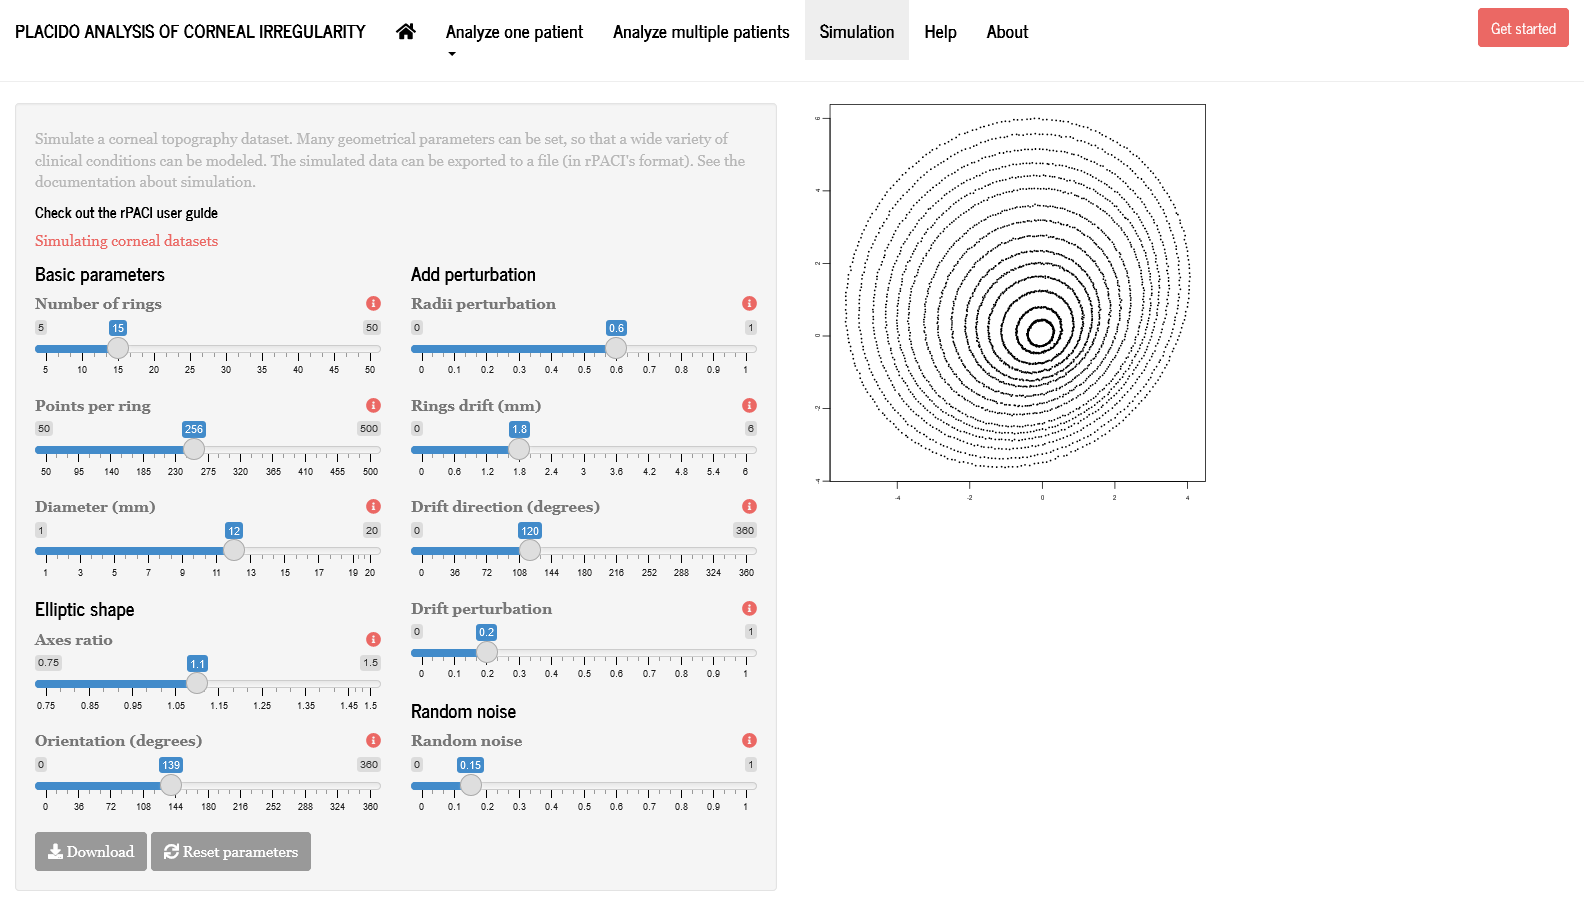 PLACIDO ANALYSIS OF CORNEAL IRREGULARITY
Analyze one patient
Analyze multiple patients
Simulation
Help
About
Get started
Simulate a corneal topography dataset. Many geometrical parameters can be set, so that a wide variety of
clinical conditions can be modeled. The simulated data can be exported to a file (in rPACI's format). See the
documentation about simulation.
Check out the rPACI user guide
Simulating corneal datasets
Basic parameters
Number of rings
5 15 50
5 10 15 20 25 30 35 40 45 50
Points per ring
50 256 500
50 95 140 185 230 275 320 365 410 455 500
Diameter (mm)
1 12 20
1 3 5 7 9 11 13 15 17 19 20
Elliptic shape
Axes ratio
0.75 1.1 1.5
0.75 0.85 0.95 1.05 1.15 1.25 1.35 1.45 1.5
Orientation (degrees)
0 139 360
0 36 72 108 144 180 216 252 288 324 360
Download
Reset parameters
Add perturbation
Radii perturbation
0 0.6 1
0 0.1 0.2 0.3 0.4 0.5 0.6 0.7 0.8 0.9 1
Rings drift (mm)
0 1.8 6
0 0.6 1.2 1.8 2.4 3 3.6 4.2 4.8 5.4 6
Drift direction (degrees)
0 120 360
0 36 72 108 144 180 216 252 288 324 360
Drift perturbation
0 0.2 1
0 0.1 0.2 0.3 0.4 0.5 0.6 0.7 0.8 0.9 1
Random noise
Random noise
0 0.15 1
0 0.1 0.2 0.3 0.4 0.5 0.6 0.7 0.8 0.9 1
6
4
2
0
-2
-4
-4 -2 0 2 4